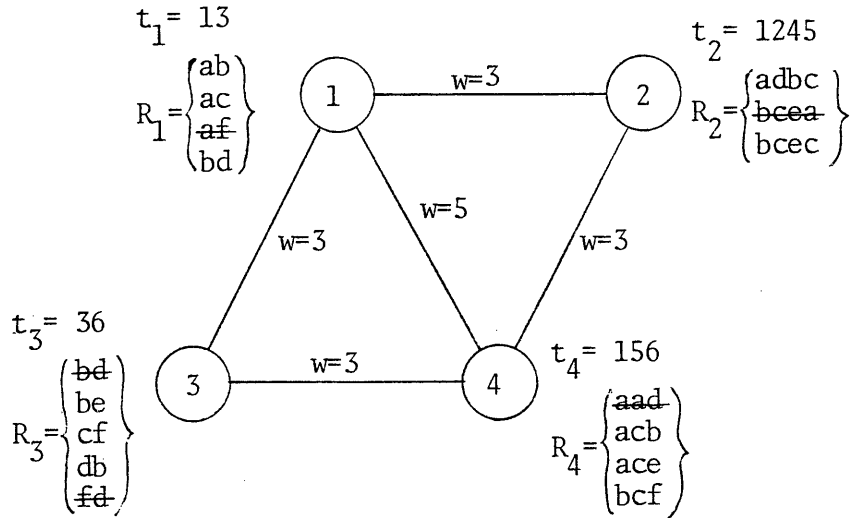 t1= 13
R1= {ab
ac
af
bd}
1
w=3
2
t2= 1245
R2= {adbc
bcea
bcec}
w=3
w=5
w=3
t3= 36
R3= {bd
be
cf
db
fd}
3
w=3
4
t4= 156
R4= {aad
acb
ace
bcf}